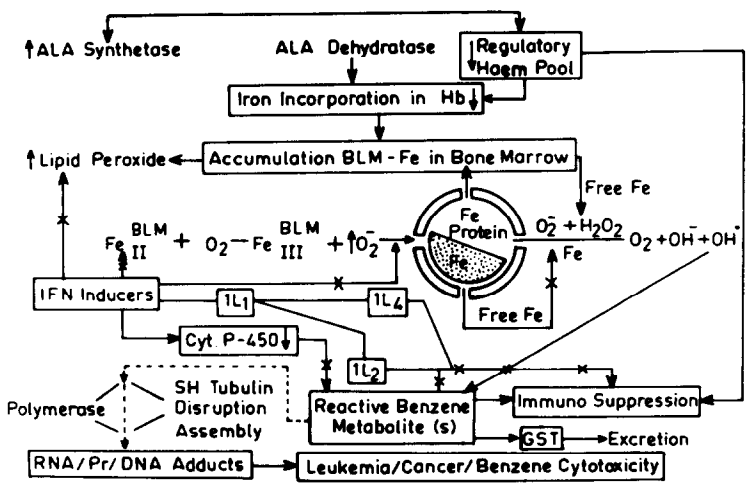 ↑ALA Synthetase
ALA Dehydratase
↓Regulatory
Haem Pool
Iron Incorporation in Hb↓
↑Lipid Peroxide
Accumulation BLM-Fe in Bone Marrow
Free Fe
Fe BLM II + O2-Fe BLM III + ↑O2-
Fe
Protein
Fe
O2- + H2O2
Fe
O2+OH-+OH•
Free Fe
IFN Inducers
1L1
1L4
Cyt. P-450↓
1L2
Polymerase
SH Tubulin
Disruption
Assembly
Reactive Benzene
Metabolite (s)
Immuno Suppression
GST
Excretion
RNA/Pr/DNA Adducts
Leukemia/Cancer/Benzene Cytotoxicity